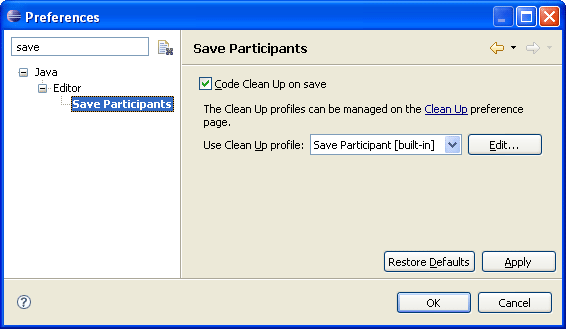 Preferences
save
Java
Editor
Save Participants
Save Participants
Code Clean Up on save
The Clean Up profiles can be managed on the Clean Up preference
page.
Use Clean Up profile: Save Participant [built-in] Edit...
Restore Defaults Apply
? OK Cancel